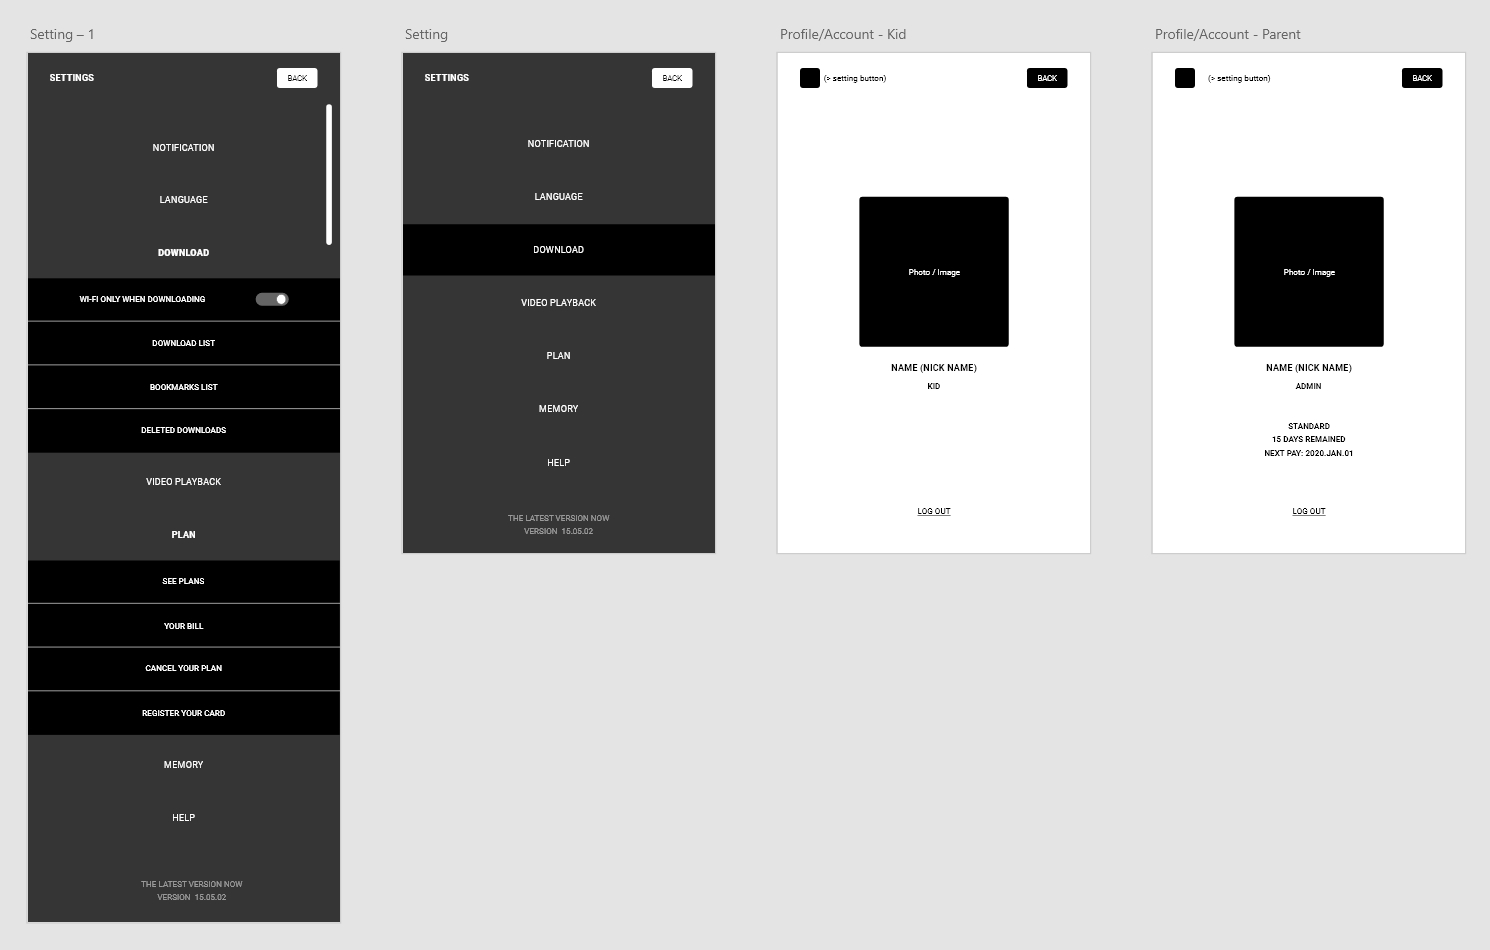 Setting – 1
SETTINGS
BACK
NOTIFICATION
LANGUAGE
DOWNLOAD
WI-FI ONLY WHEN DOWNLOADING
DOWNLOAD LIST
BOOKMARKS LIST
DELETED DOWNLOADS
VIDEO PLAYBACK
PLAN
SEE PLANS
YOUR BILL
CANCEL YOUR PLAN
REGISTER YOUR CARD
MEMORY
HELP
THE LATEST VERSION NOW
VERSION 15.05.02
Setting
SETTINGS
BACK
NOTIFICATION
LANGUAGE
DOWNLOAD
VIDEO PLAYBACK
PLAN
MEMORY
HELP
THE LATEST VERSION NOW
VERSION 15.05.02
Profile/Account - Kid
(> setting button)
BACK
Photo / Image
NAME (NICK NAME)
KID
LOG OUT
Profile/Account - Parent
(> setting button)
BACK
Photo / Image
NAME (NICK NAME)
ADMIN
STANDARD
15 DAYS REMAINED
NEXT PAY: 2020.JAN.01
LOG OUT